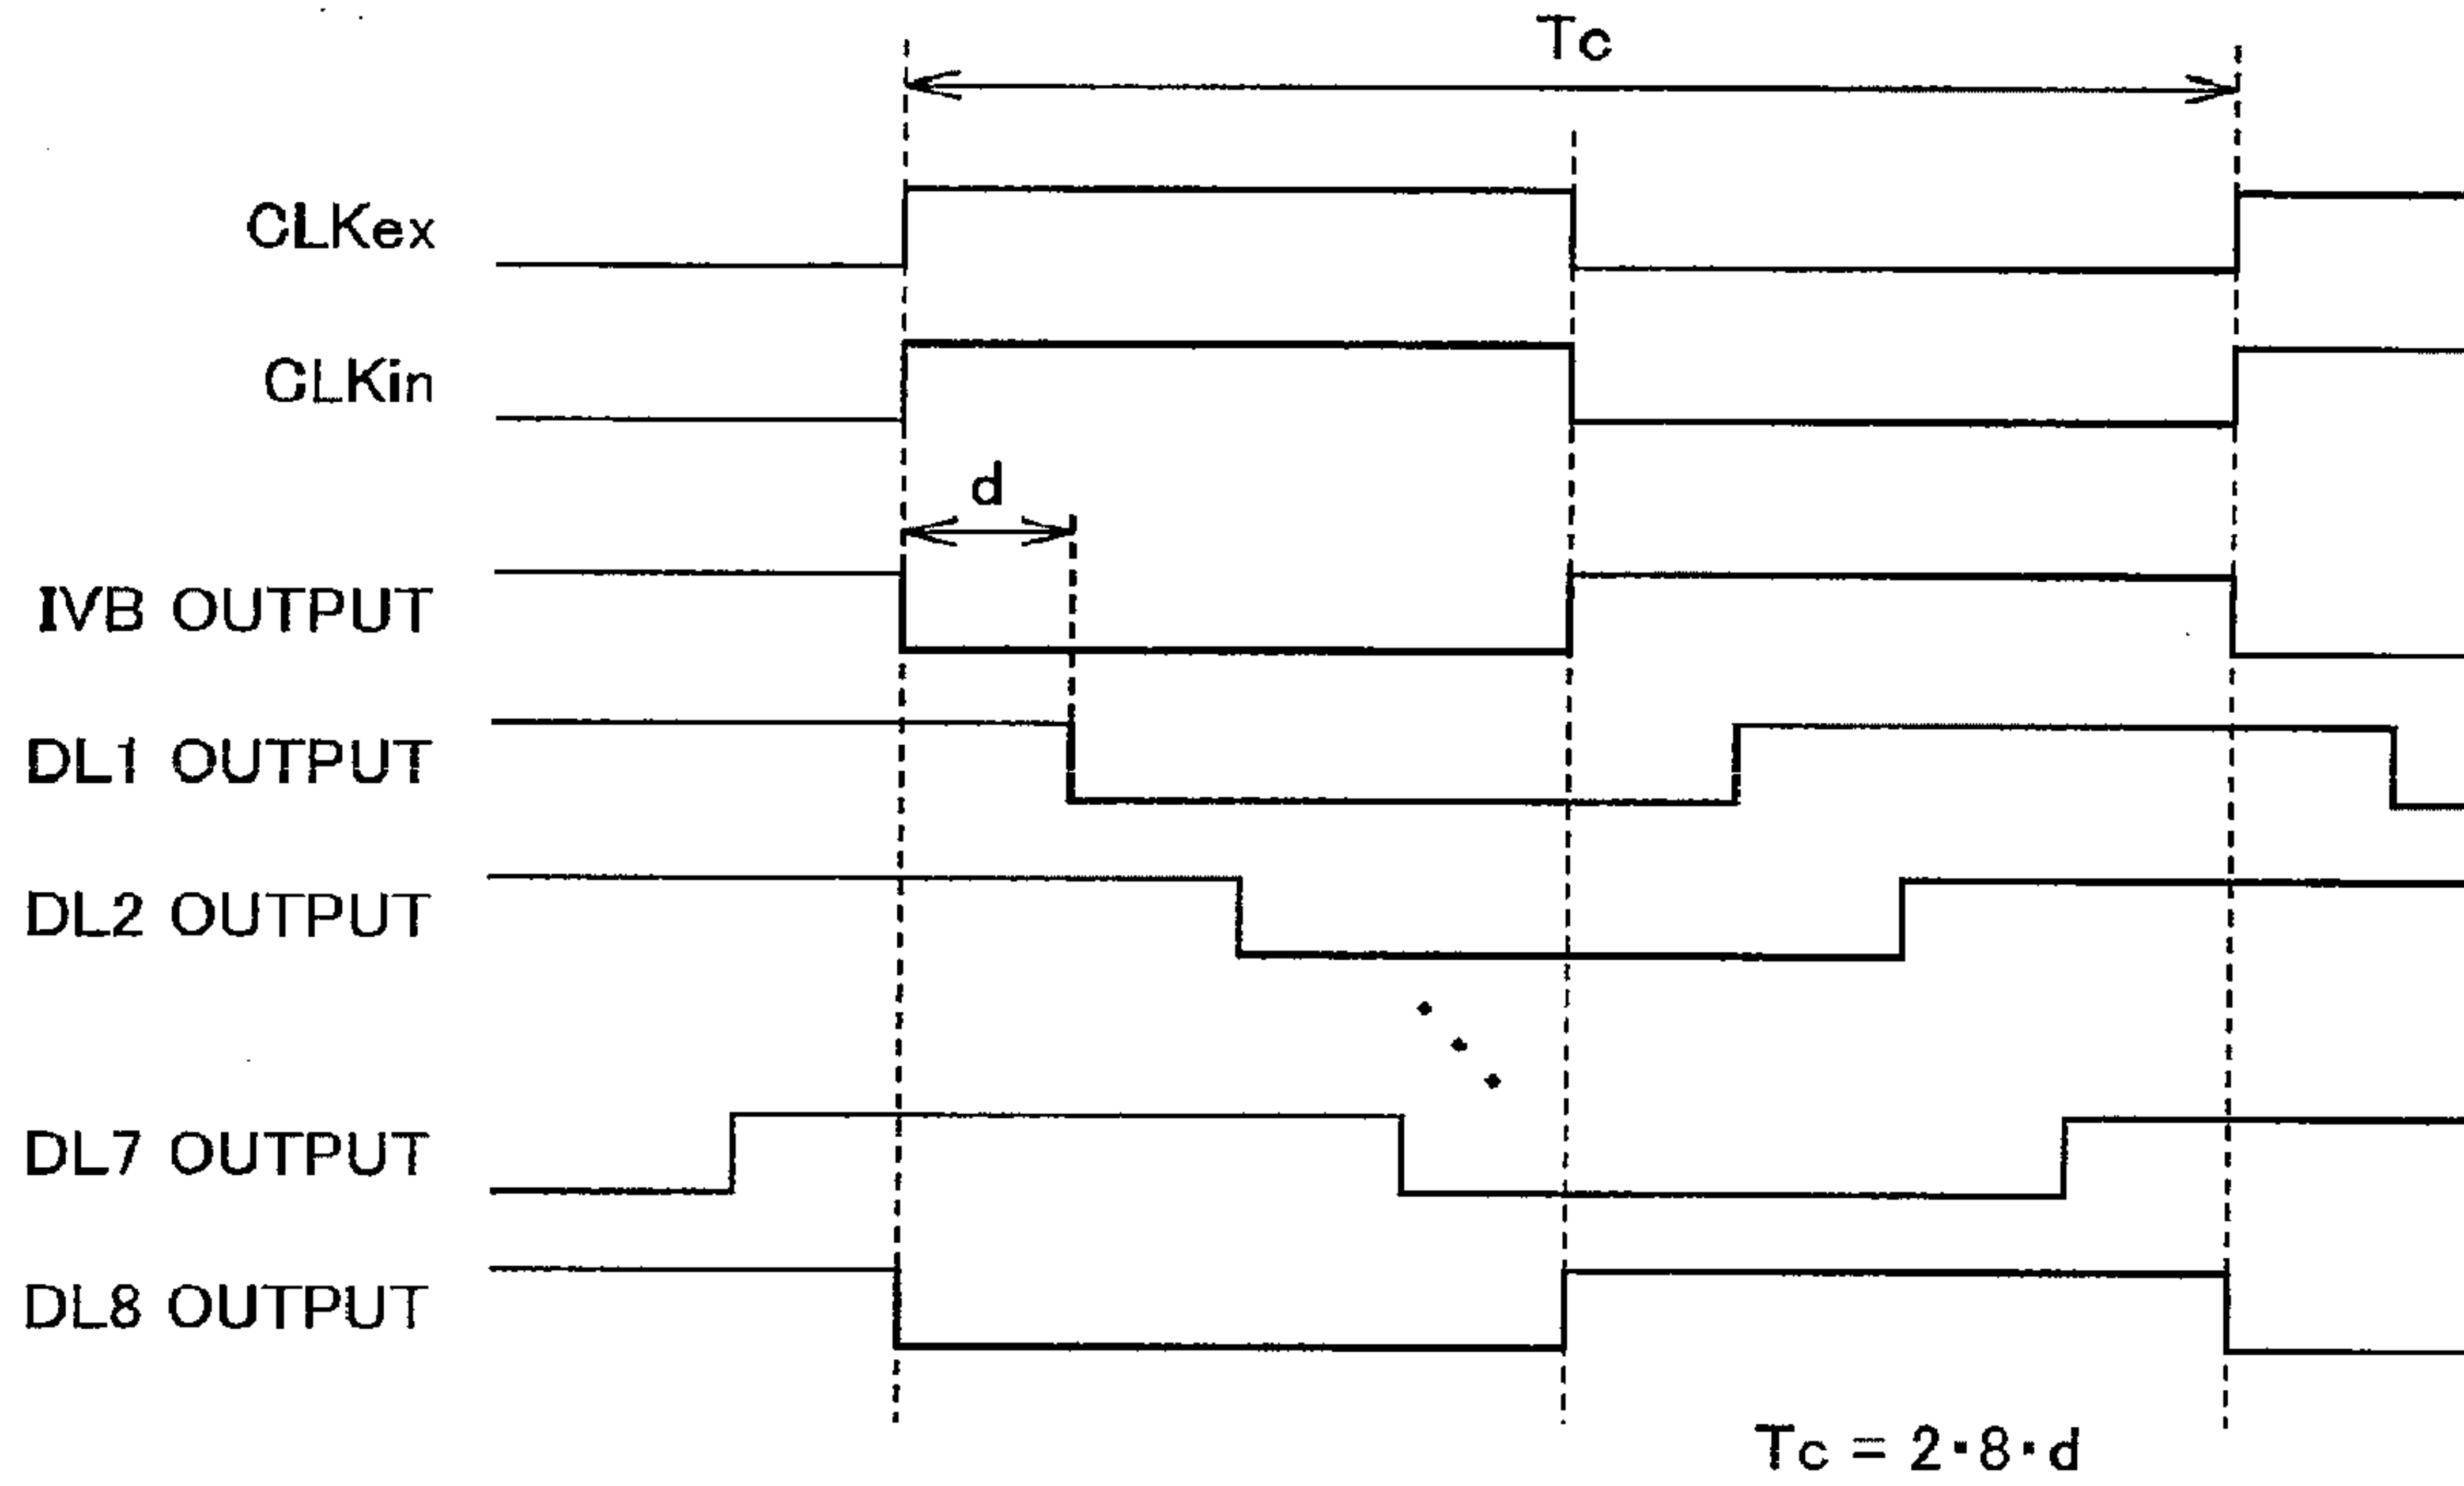 Tc
CLKex
CLKin
d
IVB OUTPUT
DL1 OUTPUT
DL2 OUTPUT
DL7 OUTPUT
DL8 OUTPUT
Tc = 2·8·d